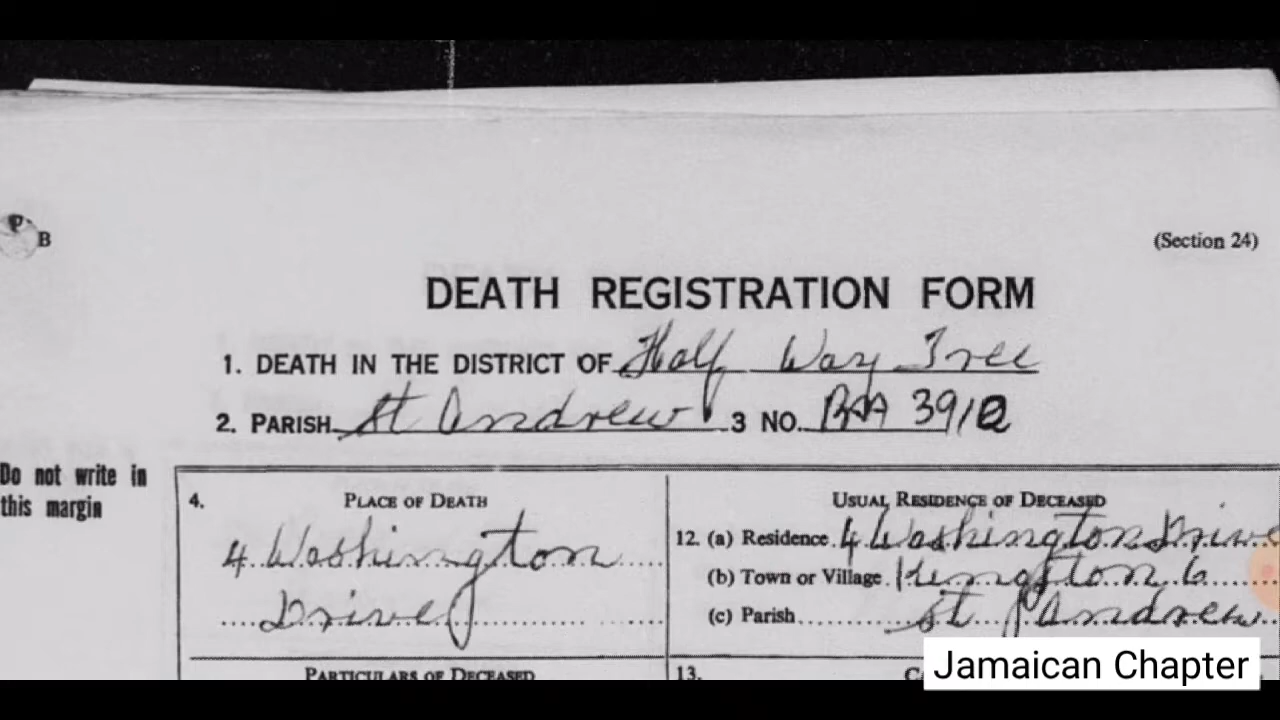 P
B
(Section 24)
DEATH REGISTRATION FORM
1. DEATH IN THE DISTRICT OF Half Way Tree
2. PARISH St Andrew 3 NO. BAA 3912
Do not write in
this margin
4. PLACE OF DEATH
4 Washington
Drive
USUAL RESIDENCE OF DECEASED
12. (a) Residence 4 Washington Drive
(b) Town or Village Kingston 6
(c) Parish St Andrew
PARTICULARS OF DECEASED
13.
Jamaican Chapter